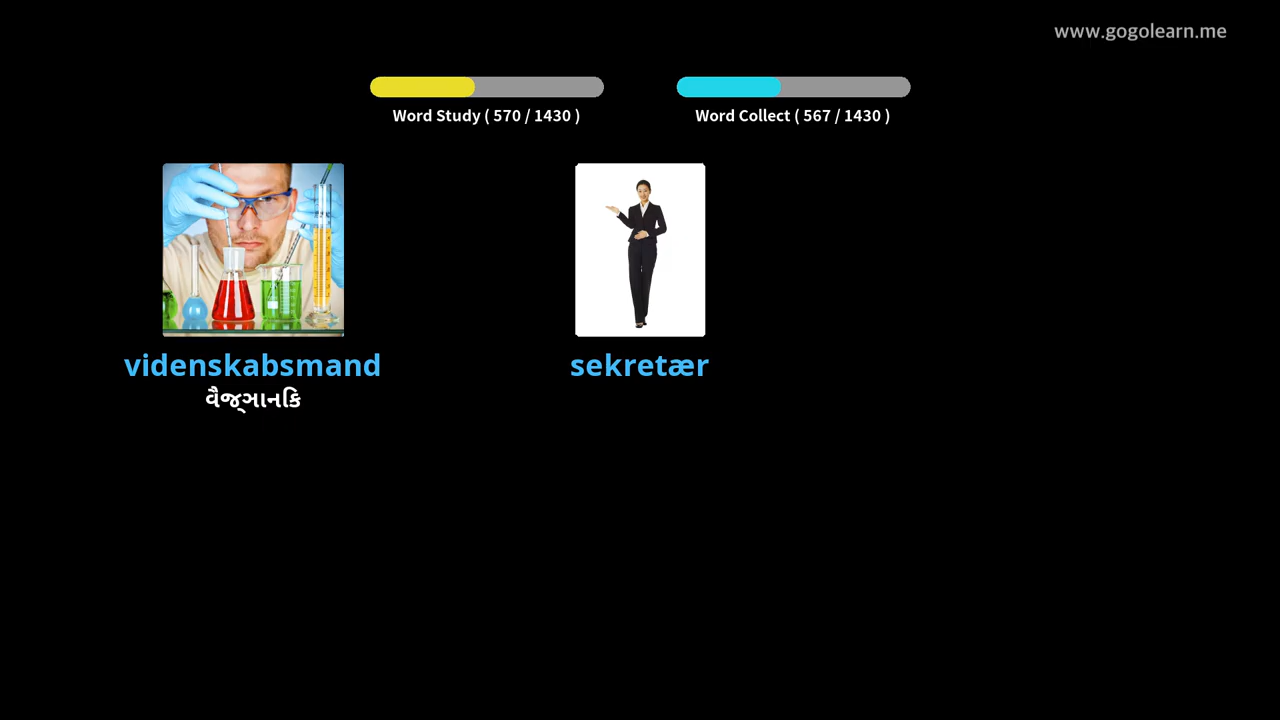 www.gogolearn.me
Word Study ( 570 / 1430 )
Word Collect ( 567 / 1430 )
videnskabsmand
વૈજ્ઞાનિક
sekretær